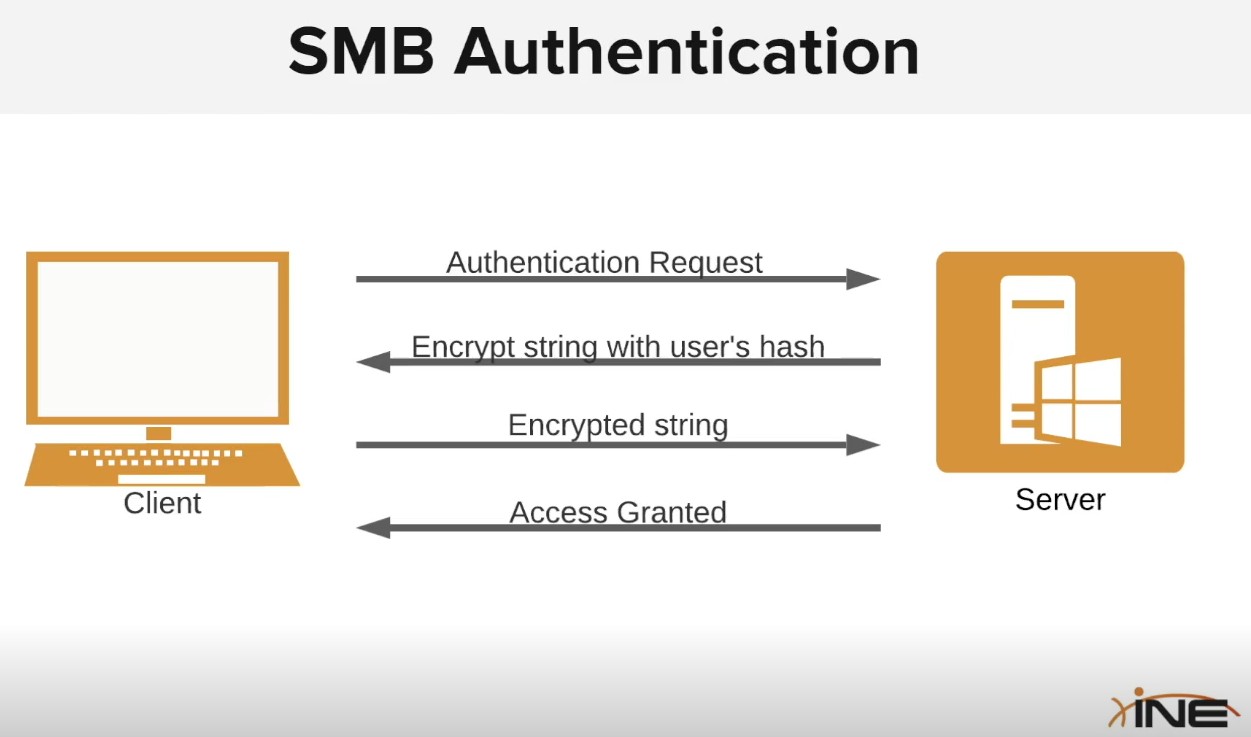 SMB Authentication
Authentication Request
Encrypt string with user's hash
Encrypted string
Access Granted
Client
Server
INE